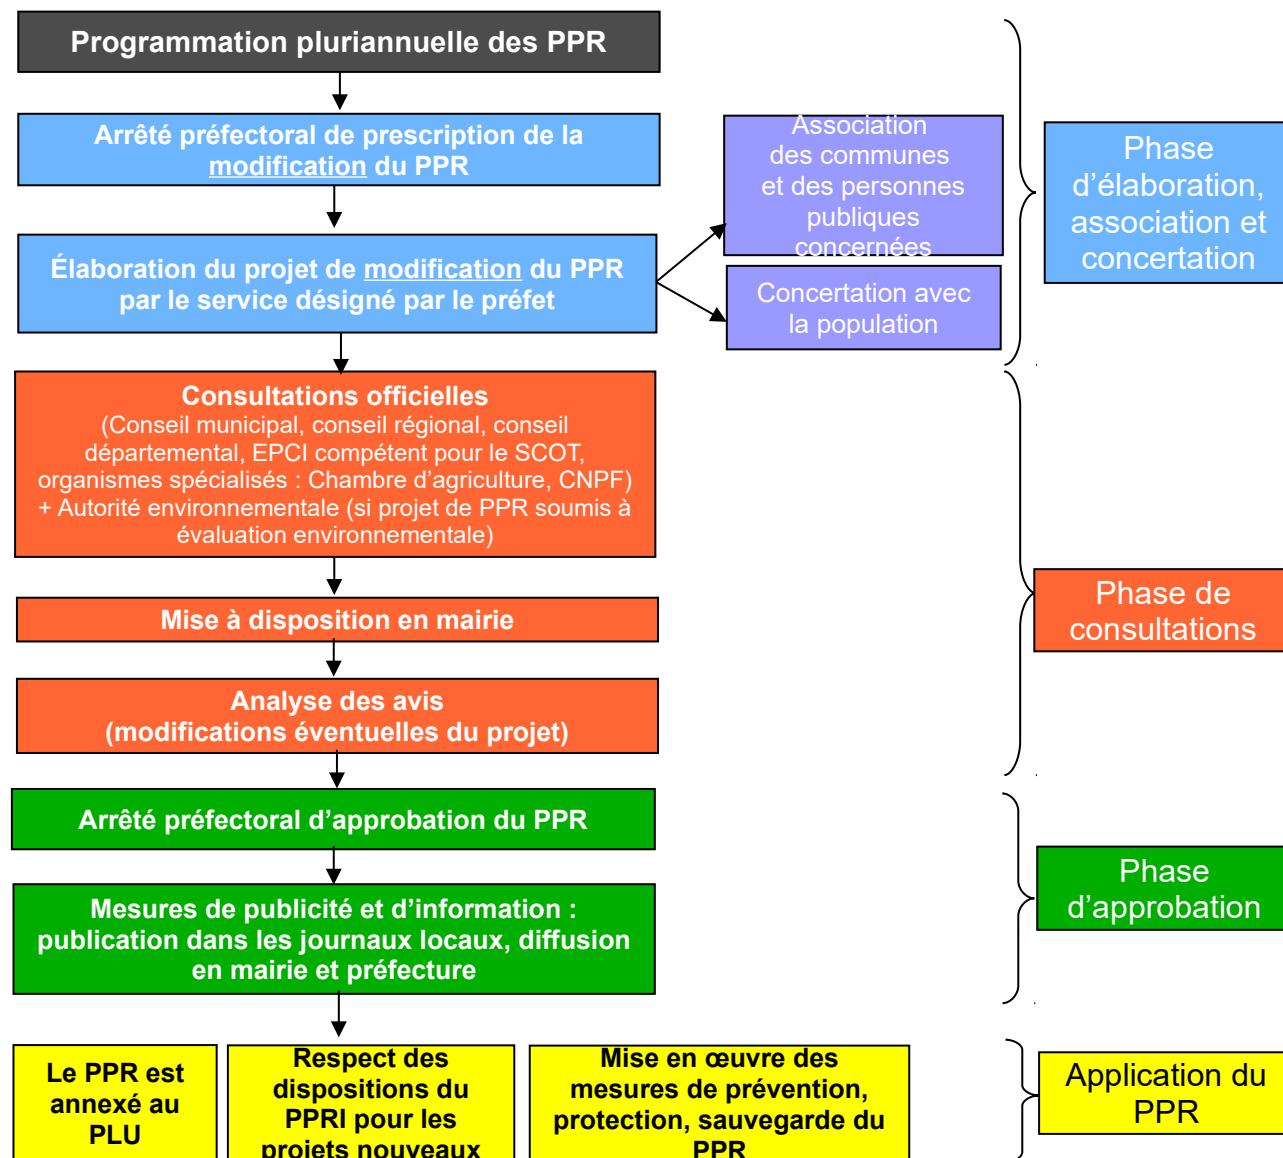 Programmation pluriannuelle des PPR
Arrêté préfectoral de prescription de la
modification du PPR
Élaboration du projet de modification du PPR
par le service désigné par le préfet
Association
des communes
et des personnes
publiques
concernées
Concertation avec
la population
Phase
d’élaboration,
association et
concertation
Consultations officielles
(Conseil municipal, conseil régional, conseil
départemental, EPCI compétent pour le SCOT,
organismes spécialisés : Chambre d’agriculture, CNPF)
+ Autorité environnementale (si projet de PPR soumis à
évaluation environnementale)
Mise à disposition en mairie
Analyse des avis
(modifications éventuelles du projet)
Phase de
consultations
Arrêté préfectoral d’approbation du PPR
Mesures de publicité et d’information :
publication dans les journaux locaux, diffusion
en mairie et préfecture
Phase
d’approbation
Le PPR est
annexé au
PLU
Respect des
dispositions du
PPRI pour les
projets nouveaux
Mise en œuvre des
mesures de prévention,
protection, sauvegarde du
PPR
Application du
PPR